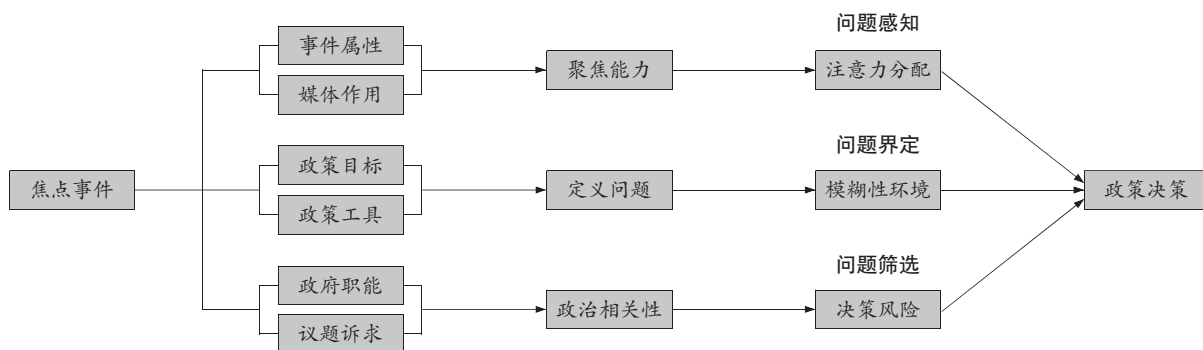 问题感知
事件属性
媒体作用
聚焦能力
注意力分配
问题界定
焦点事件
政策目标
政策工具
定义问题
模糊性环境
政策决策
问题筛选
政府职能
议题诉求
政治相关性
决策风险